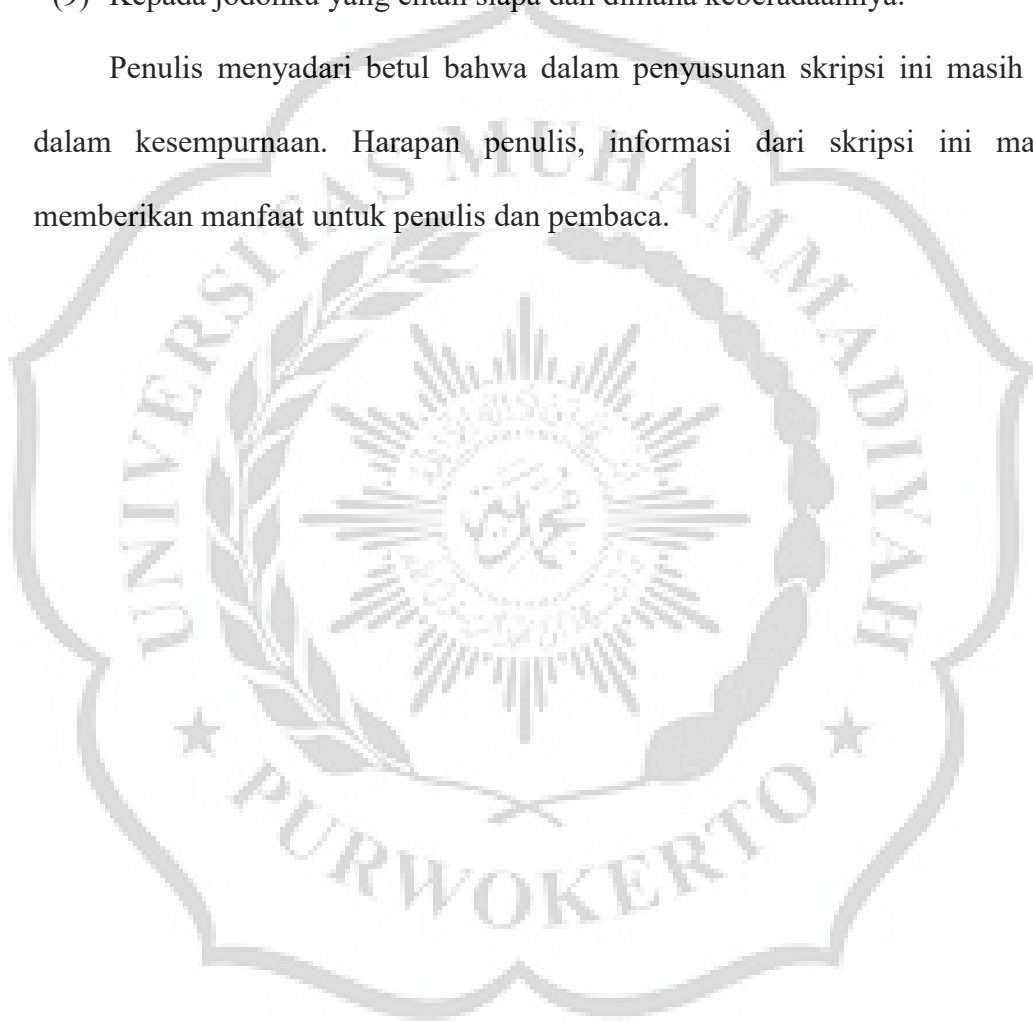 (9) Kepada jodohku yang entah siapa dan dimana keberadaannya.
Penulis menyadari betul bahwa dalam penyusunan skripsi ini masih
dalam kesempurnaan. Harapan penulis, informasi dari skripsi ini
memberikan manfaat untuk penulis dan pembaca.
UNIVERSITAS MUHAMMADIYAH
PURWOKERTO